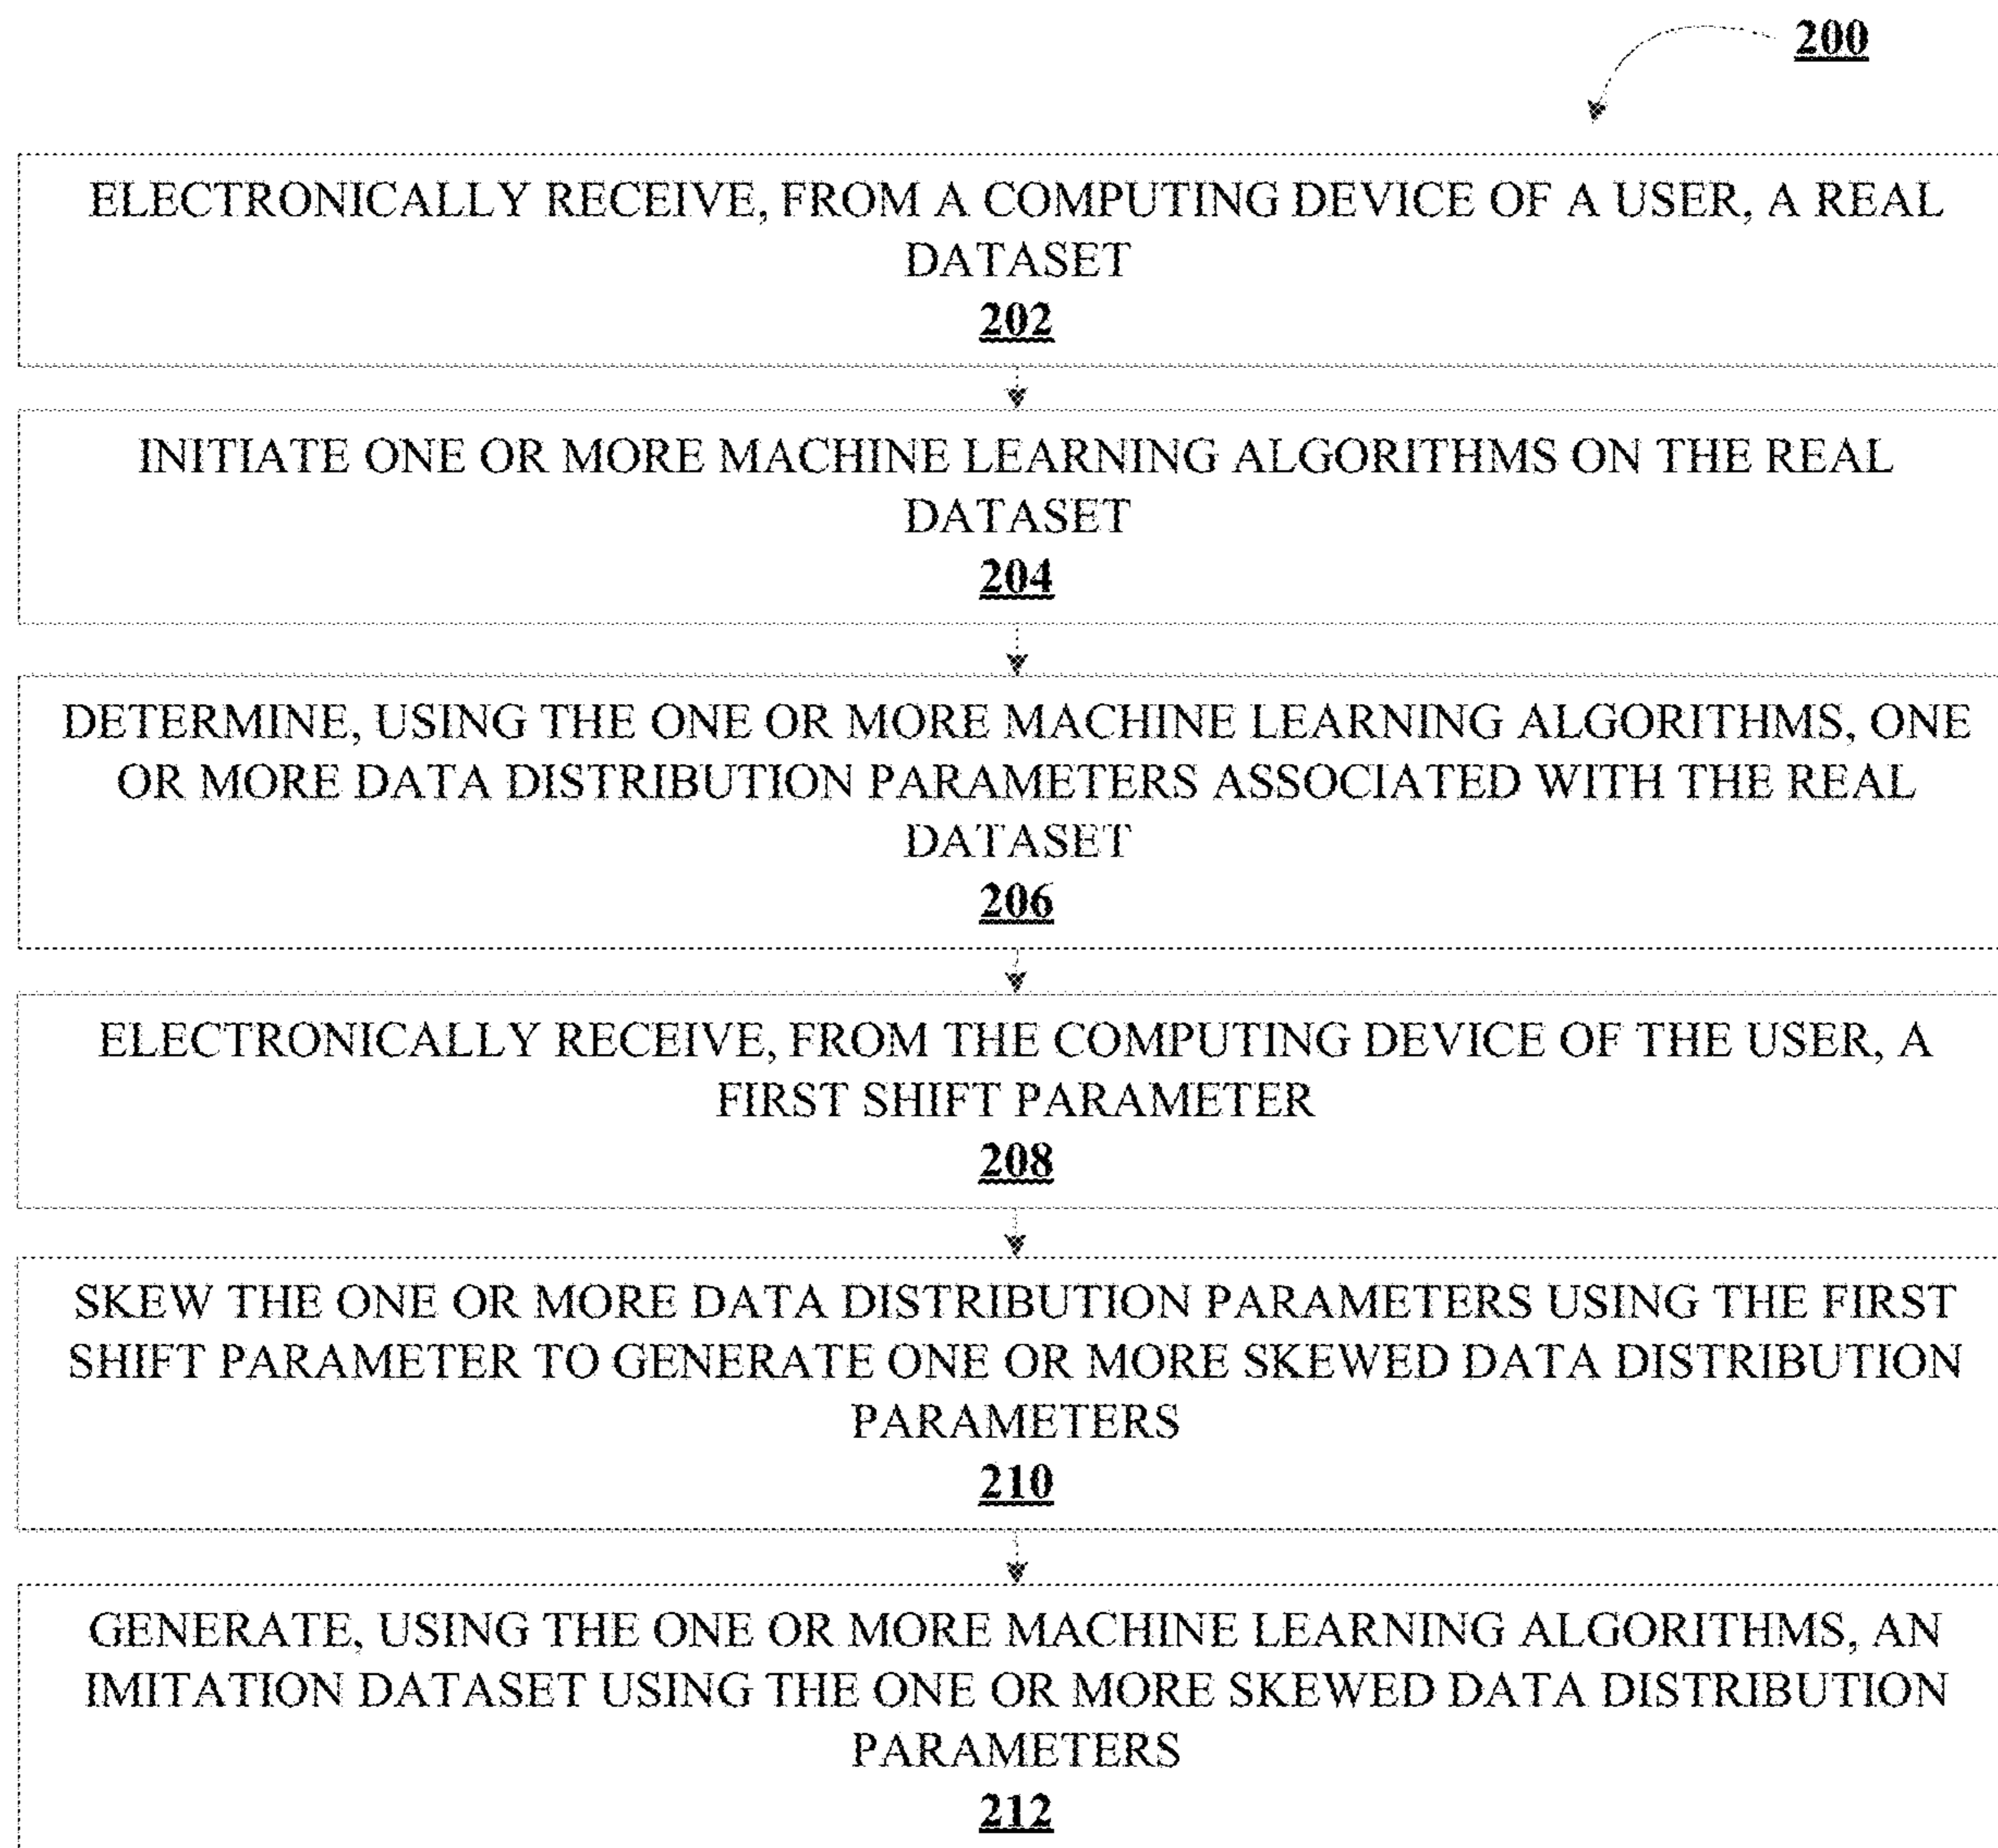 200
ELECTRONICALLY RECEIVE, FROM A COMPUTING DEVICE OF A USER, A REAL
DATASET
202
INITIATE ONE OR MORE MACHINE LEARNING ALGORITHMS ON THE REAL
DATASET
204
DETERMINE, USING THE ONE OR MORE MACHINE LEARNING ALGORITHMS, ONE
OR MORE DATA DISTRIBUTION PARAMETERS ASSOCIATED WITH THE REAL
DATASET
206
ELECTRONICALLY RECEIVE, FROM THE COMPUTING DEVICE OF THE USER, A
FIRST SHIFT PARAMETER
208
SKEW THE ONE OR MORE DATA DISTRIBUTION PARAMETERS USING THE FIRST
SHIFT PARAMETER TO GENERATE ONE OR MORE SKEWED DATA DISTRIBUTION
PARAMETERS
210
GENERATE, USING THE ONE OR MORE MACHINE LEARNING ALGORITHMS, AN
IMITATION DATASET USING THE ONE OR MORE SKEWED DATA DISTRIBUTION
PARAMETERS
212